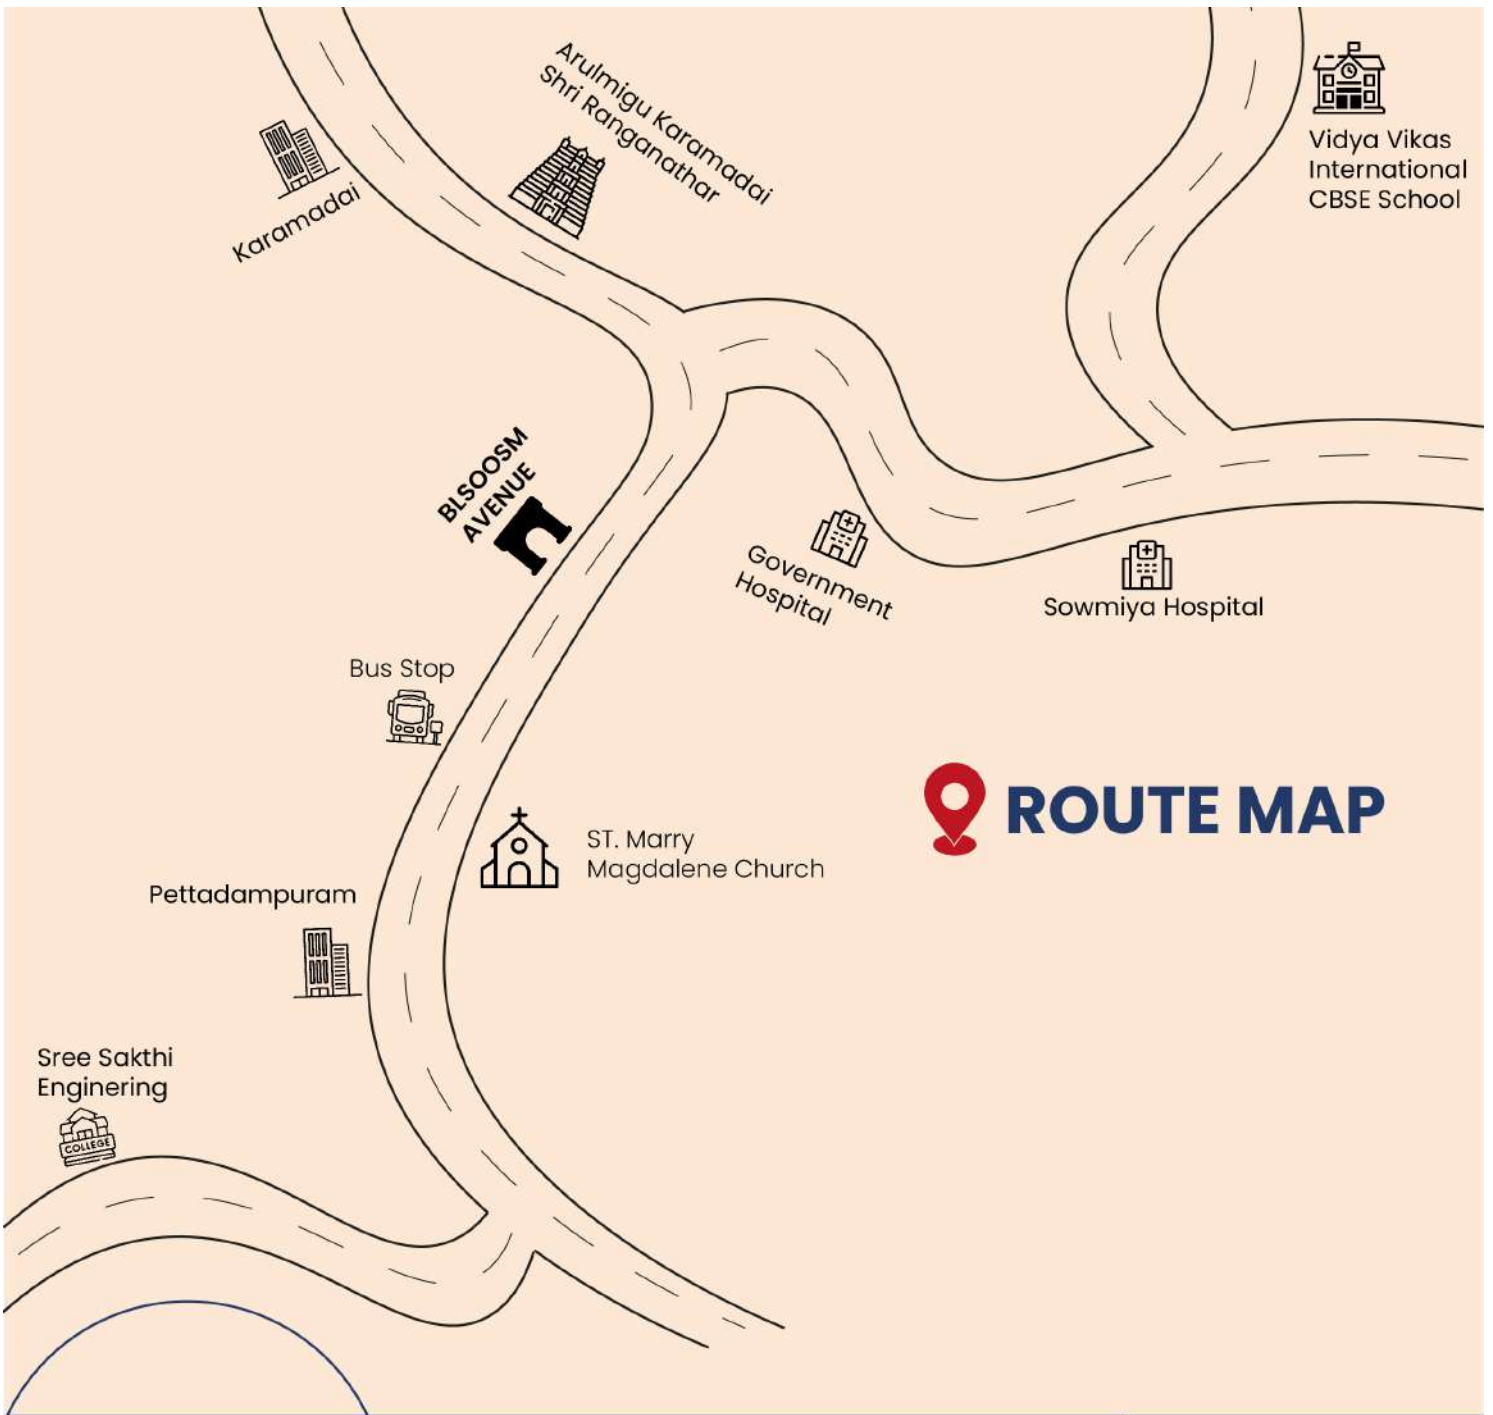 Arulmigu Karamadai
Shri Ranganathar
Vidya Vikas
International
CBSE School
Karamadai
BLSOOSM
AVENUE
Government
Hospital
Sowmiya Hospital
Bus Stop
ROUTE MAP
ST. Marry
Magdalene Church
Pettadampuram
Sree Sakthi
Enginering
COLLEGE